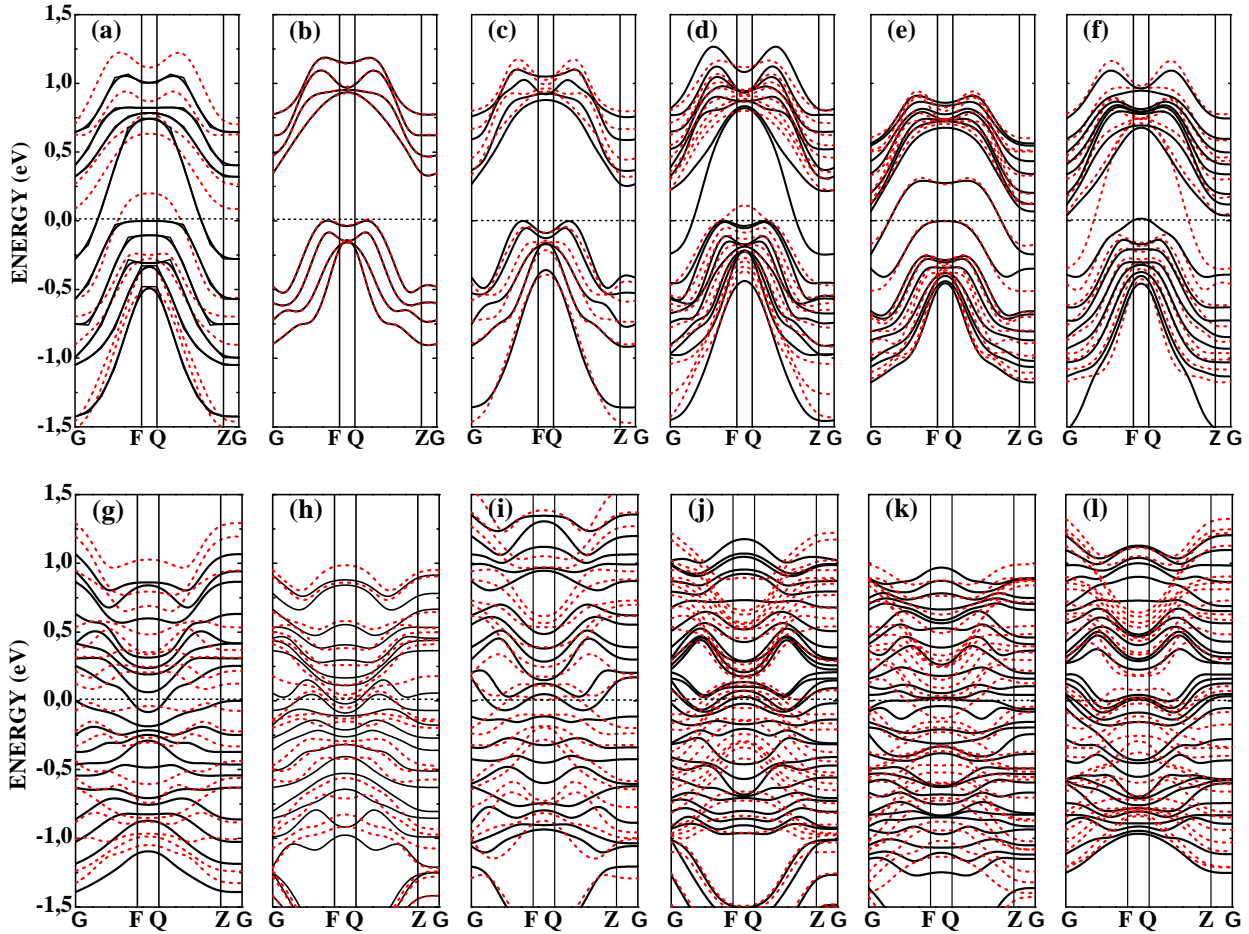 1,5
(a) (b) (c) (d) (e) (f)
1,0
0,5
ENERGY (eV)
0,0
-0,5
-1,0
-1,5
G F Q Z G G F Q Z G G F Q Z G G F Q Z G G F Q Z G G F Q Z G
1,5
(g) (h) (i) (j) (k) (l)
1,0
0,5
ENERGY (eV)
0,0
-0,5
-1,0
-1,5
G F Q Z G G F Q Z G G F Q Z G G F Q Z G G F Q Z G G F Q Z G